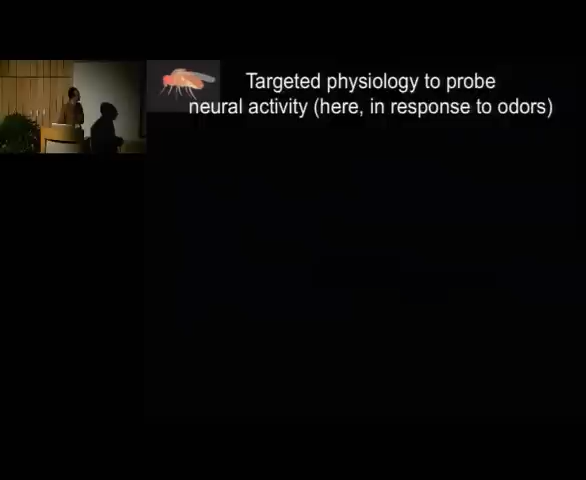 Targeted physiology to probe
neural activity (here, in response to odors)